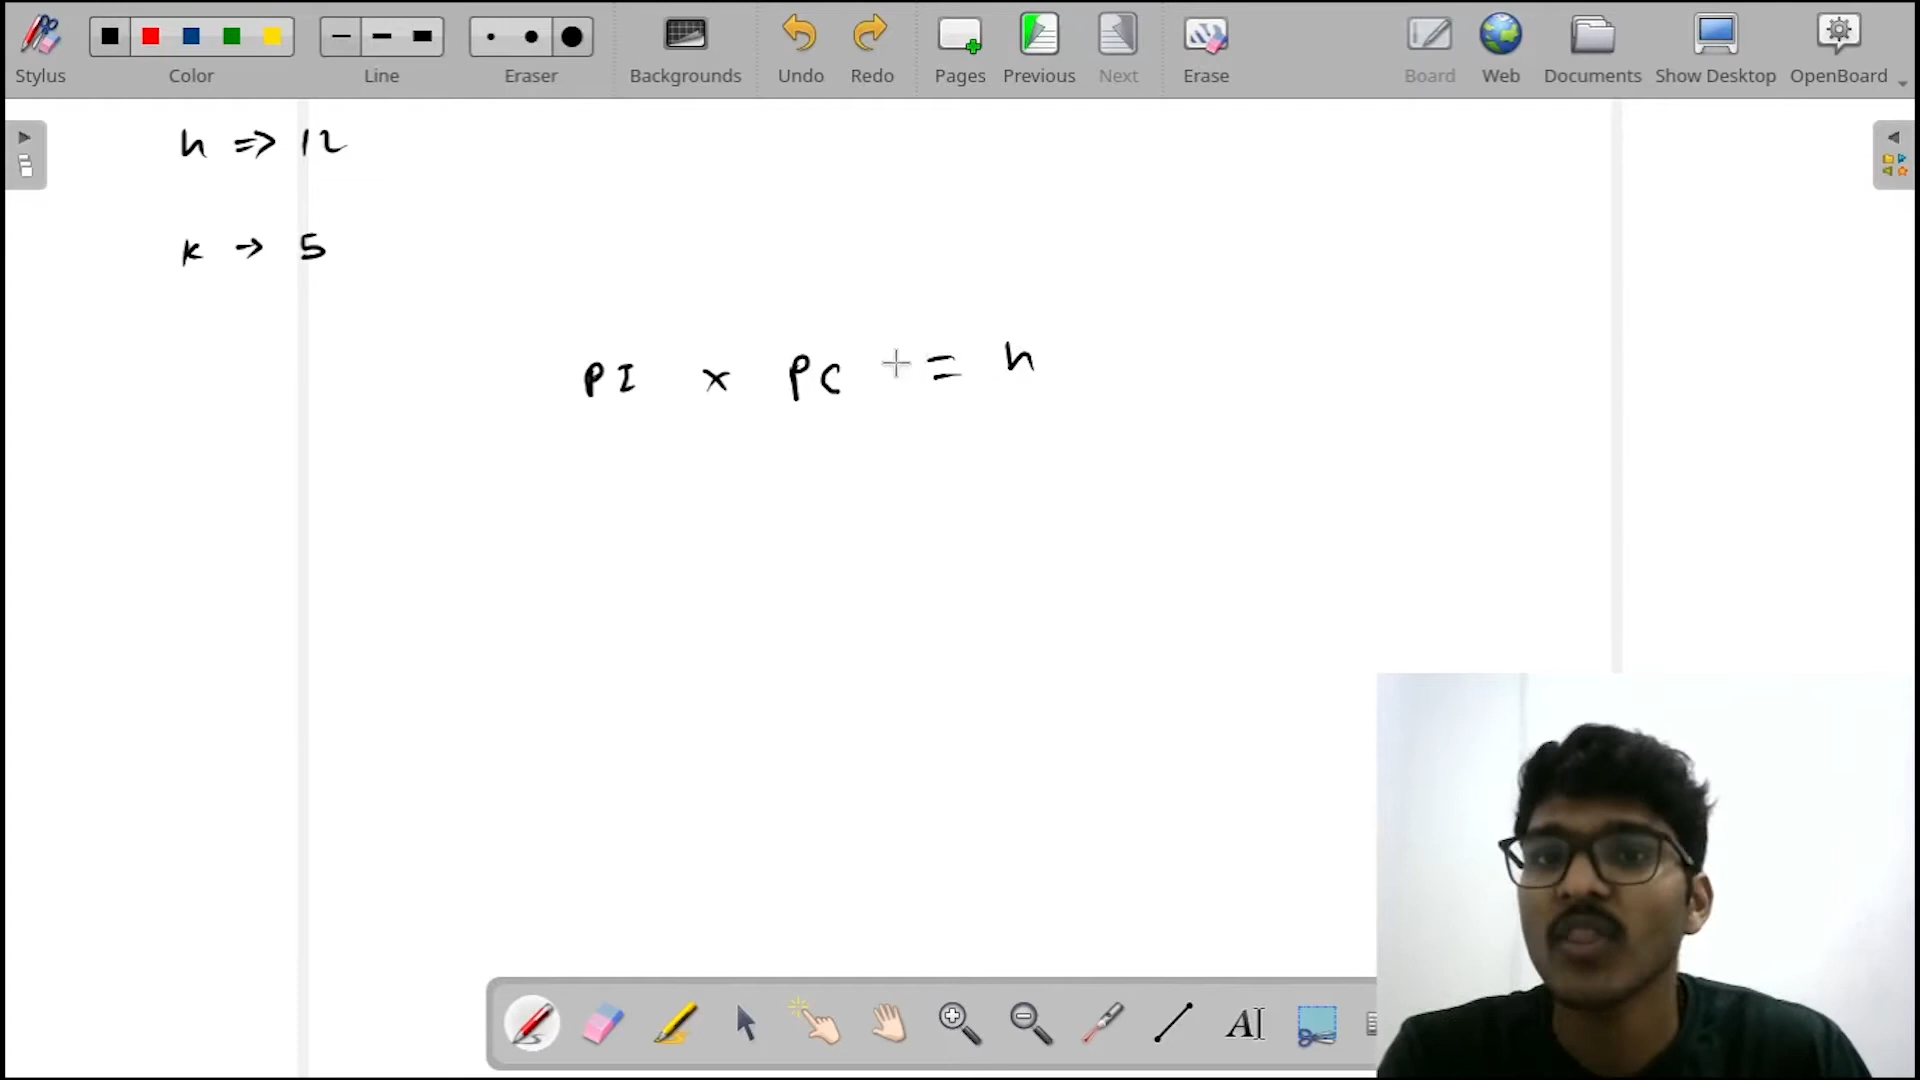 Stylus Color Line Eraser Backgrounds Undo Redo Pages Previous Next Erase Board Web Documents Show Desktop OpenBoard
h => 12
k -> 5
PI x PC = h